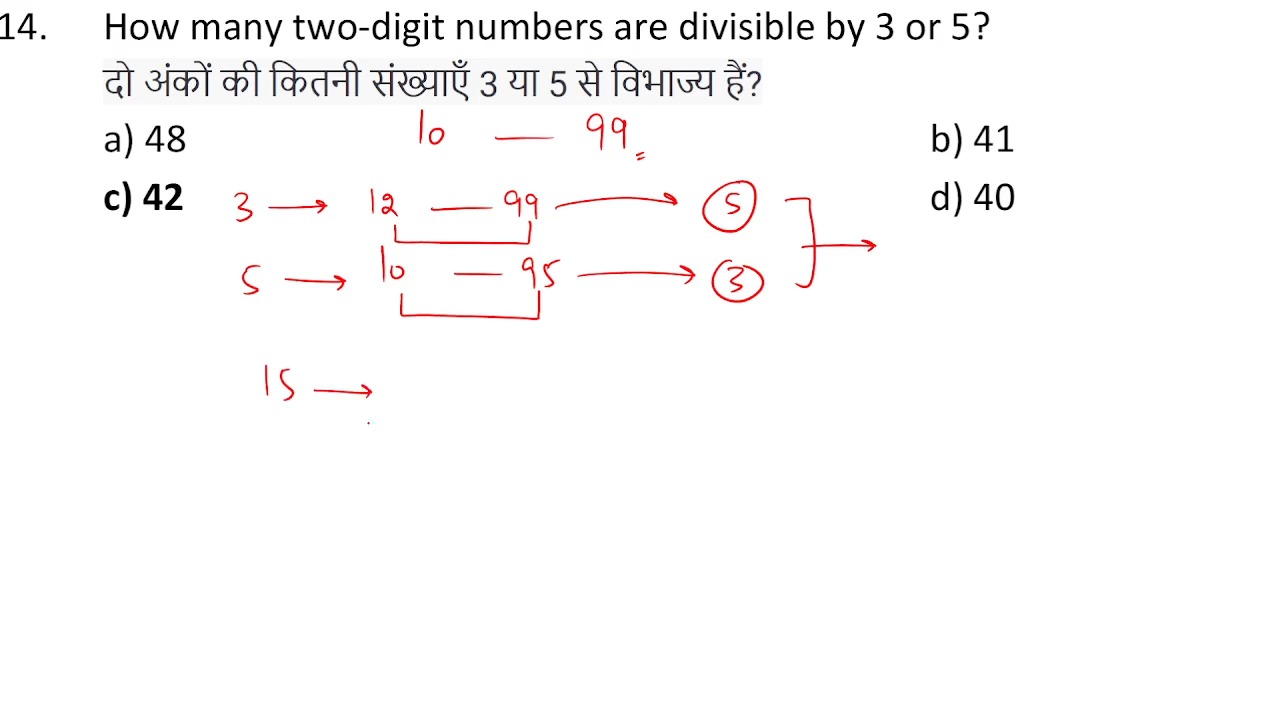 14. How many two-digit numbers are divisible by 3 or 5?
दो अंकों की कितनी संख्याएँ 3 या 5 से विभाज्य हैं?
10 — 99
a) 48 b) 41
c) 42 d) 40
3 → 12 — 99 → 5
5 → 10 — 95 → 3
15 →